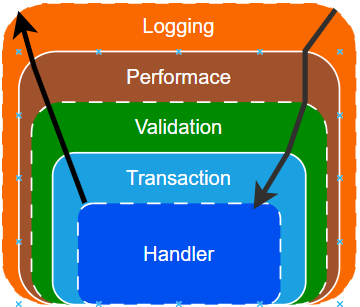 Logging
Performace
Validation
Transaction
Handler